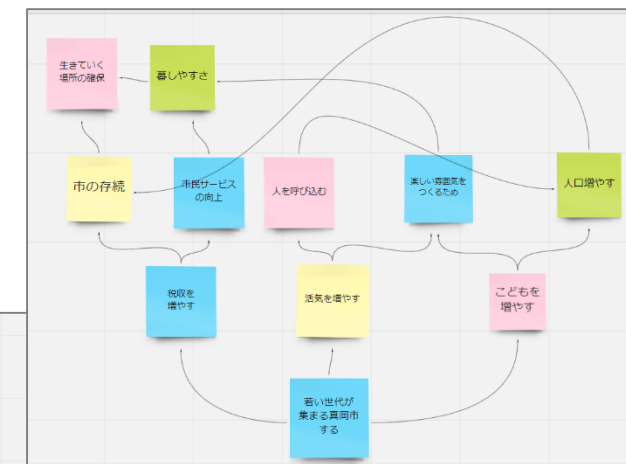 生きていく
場所の確保
暮しやすさ
市の存続
市民サービス
の向上
人を呼び込む
楽しい雰囲気を
つくるため
人口増やす
税収を
増やす
活気を増やす
こどもを
増やす
若い世代が
集まる真岡市
する